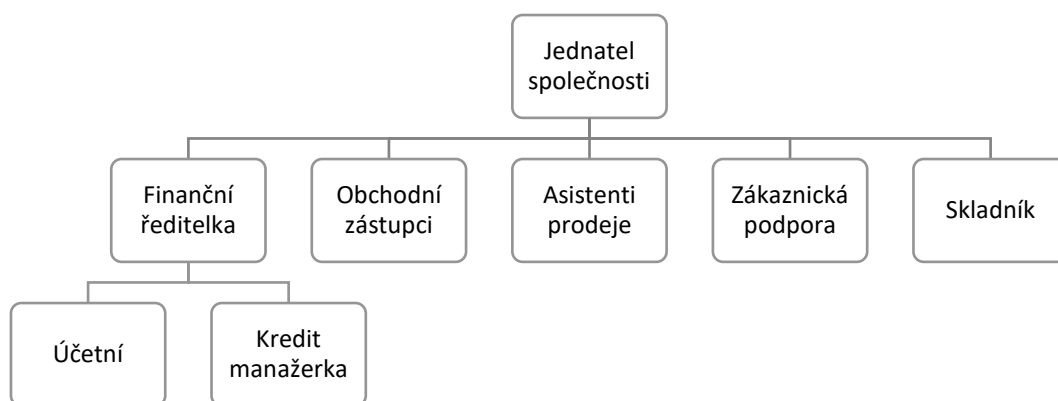 Jednatel
společnosti
Finanční
ředitelka
Obchodní
zástupci
Asistenti
prodeje
Zákaznická
podpora
Skladník
Účetní
Kredit
manažerka